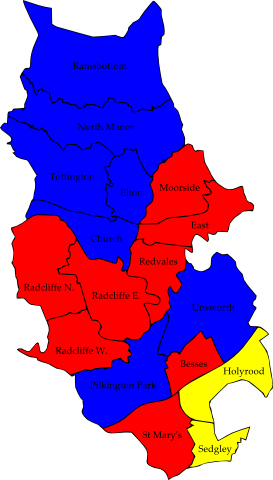 Ramsbottom
North Manor
Tottington
Elton
Moorside
East
Church
Redvales
Radcliffe N.
Radcliffe E.
Unsworth
Radcliffe W.
Besses
Holyrood
Pilkington Park
St Mary's
Sedgley